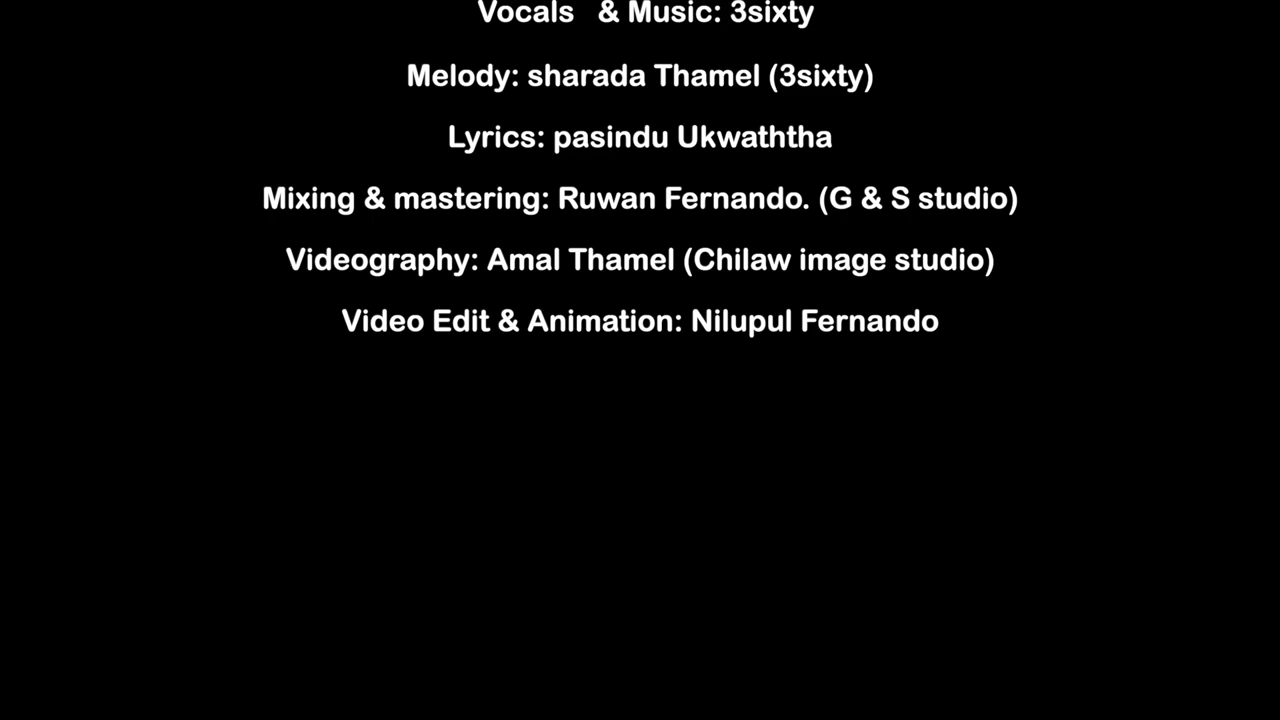 Vocals & Music: 3sixty
Melody: sharada Thamel (3sixty)
Lyrics: pasindu Ukwaththa
Mixing & mastering: Ruwan Fernando. (G & S studio)
Videography: Amal Thamel (Chilaw image studio)
Video Edit & Animation: Nilupul Fernando